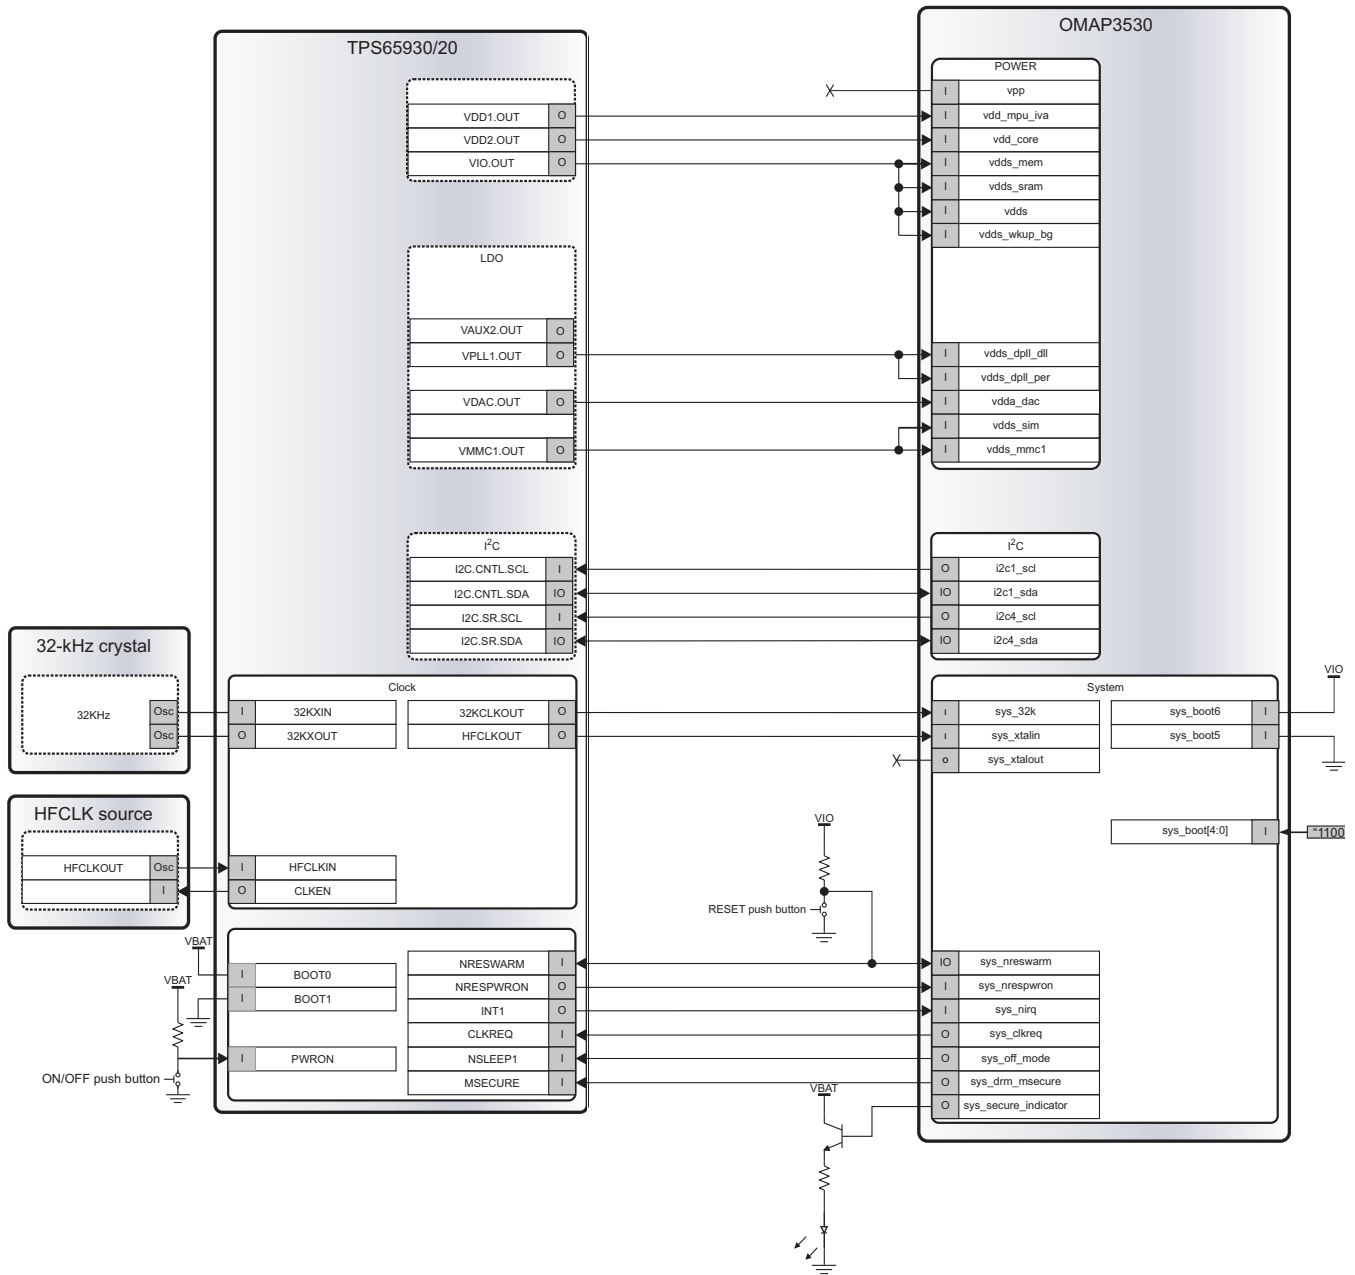 OMAP3530
TPS65930/20
POWER
I vpp
VDD1.OUT O
I vdd_mpu_iva
VDD2.OUT O
I vdd_core
VIO.OUT O
I vdds_mem
I vdds_sram
I vdds
I vdds_wkup_bg
LDO
VAUX2.OUT O
VPLL1.OUT O
I vdds_dpll_dll
I vdds_dpll_per
VDAC.OUT O
I vdda_dac
I vdds_sim
VMMC1.OUT O
I vdds_mmc1
I2C
I2C
I2C.CNTL.SCL I
O i2c1_scl
I2C.CNTL.SDA IO
IO i2c1_sda
I2C.SR.SCL I
O i2c4_scl
I2C.SR.SDA IO
IO i2c4_sda
32-kHz crystal
32KHz
Osc
Osc
Clock
I 32KXIN
O 32KXOUT
32KCLKOUT O
HFCLKOUT O
System
I sys_32k
I sys_xtalin
O sys_xtalout
sys_boot6 I
sys_boot5 I
VIO
HFCLK source
HFCLKOUT Osc
I
I HFCLKIN
O CLKEN
sys_boot[4:0] I
"1100
VIO
RESET push button
VBAT
VBAT
I BOOT0
I BOOT1
I PWRON
ON/OFF push button
NRESWARM I
NRESPWRON O
INT1 O
CLKREQ I
NSLEEP1 I
MSECURE I
IO sys_nreswarm
I sys_nrespwron
I sys_nirq
O sys_clkreq
O sys_off_mode
O sys_drm_msecure
O sys_secure_indicator
VBAT